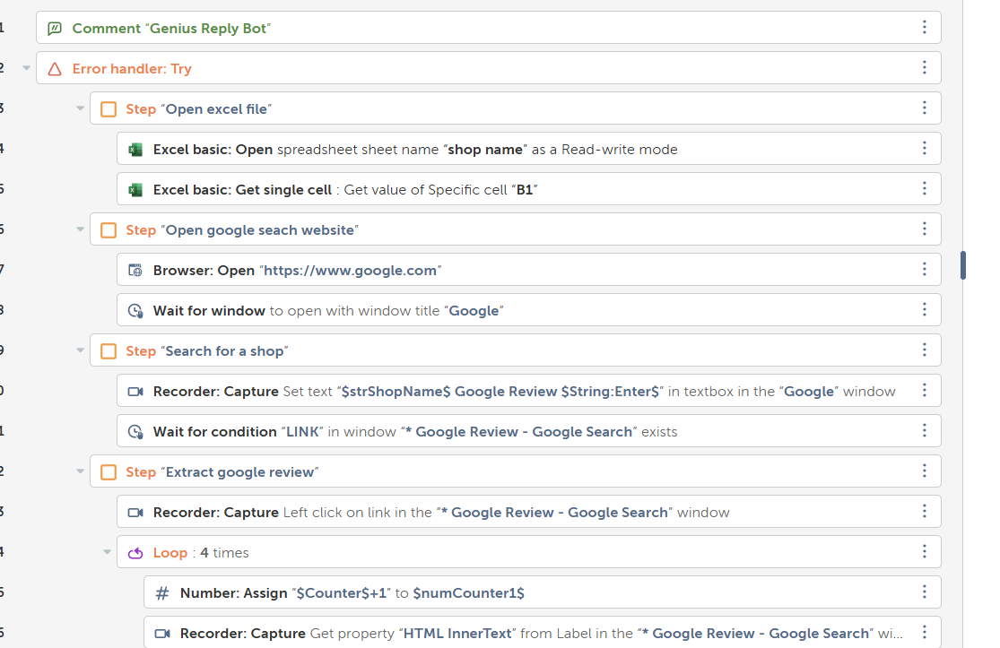 1 Comment “Genius Reply Bot”
2 Error handler: Try
3 Step “Open excel file”
4 Excel basic: Open spreadsheet sheet name “shop name” as a Read-write mode
5 Excel basic: Get single cell : Get value of Specific cell “B1”
6 Step “Open google seach website”
7 Browser: Open “https://www.google.com”
8 Wait for window to open with window title “Google”
9 Step “Search for a shop”
0 Recorder: Capture Set text “$strShopName$ Google Review $String:Enter$” in textbox in the “Google” window
1 Wait for condition “LINK” in window “* Google Review - Google Search” exists
2 Step “Extract google review”
3 Recorder: Capture Left click on link in the “* Google Review - Google Search” window
4 Loop : 4 times
5 Number: Assign “$Counter$+1” to $numCounter1$
6 Recorder: Capture Get property “HTML InnerText” from Label in the “* Google Review - Google Search” wi...